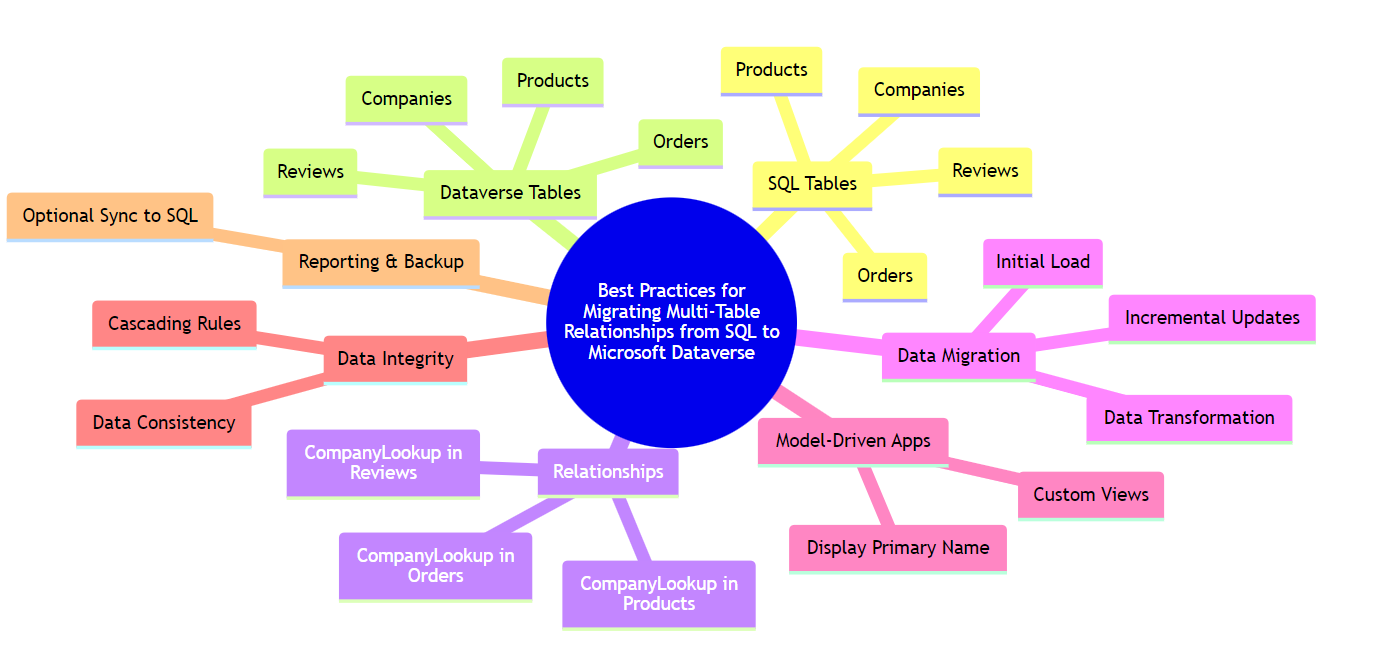 Best Practices for
Migrating Multi-Table
Relationships from SQL to
Microsoft Dataverse
SQL Tables
Products
Companies
Reviews
Orders
Data Migration
Initial Load
Incremental Updates
Data Transformation
Model-Driven Apps
Custom Views
Display Primary Name
Relationships
CompanyLookup in
Products
CompanyLookup in
Orders
CompanyLookup in
Reviews
Data Integrity
Data Consistency
Cascading Rules
Reporting & Backup
Optional Sync to SQL
Dataverse Tables
Reviews
Companies
Products
Orders